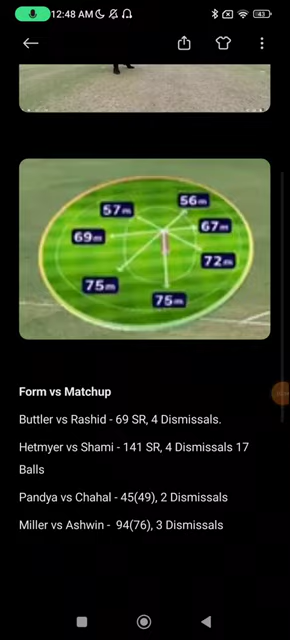 12:48 AM
43
57m
56m
69m
67m
72m
75m
75m
Form vs Matchup
Buttler vs Rashid - 69 SR, 4 Dismissals.
Hetmyer vs Shami - 141 SR, 4 Dismissals 17
Balls
Pandya vs Chahal - 45(49), 2 Dismissals
Miller vs Ashwin - 94(76), 3 Dismissals